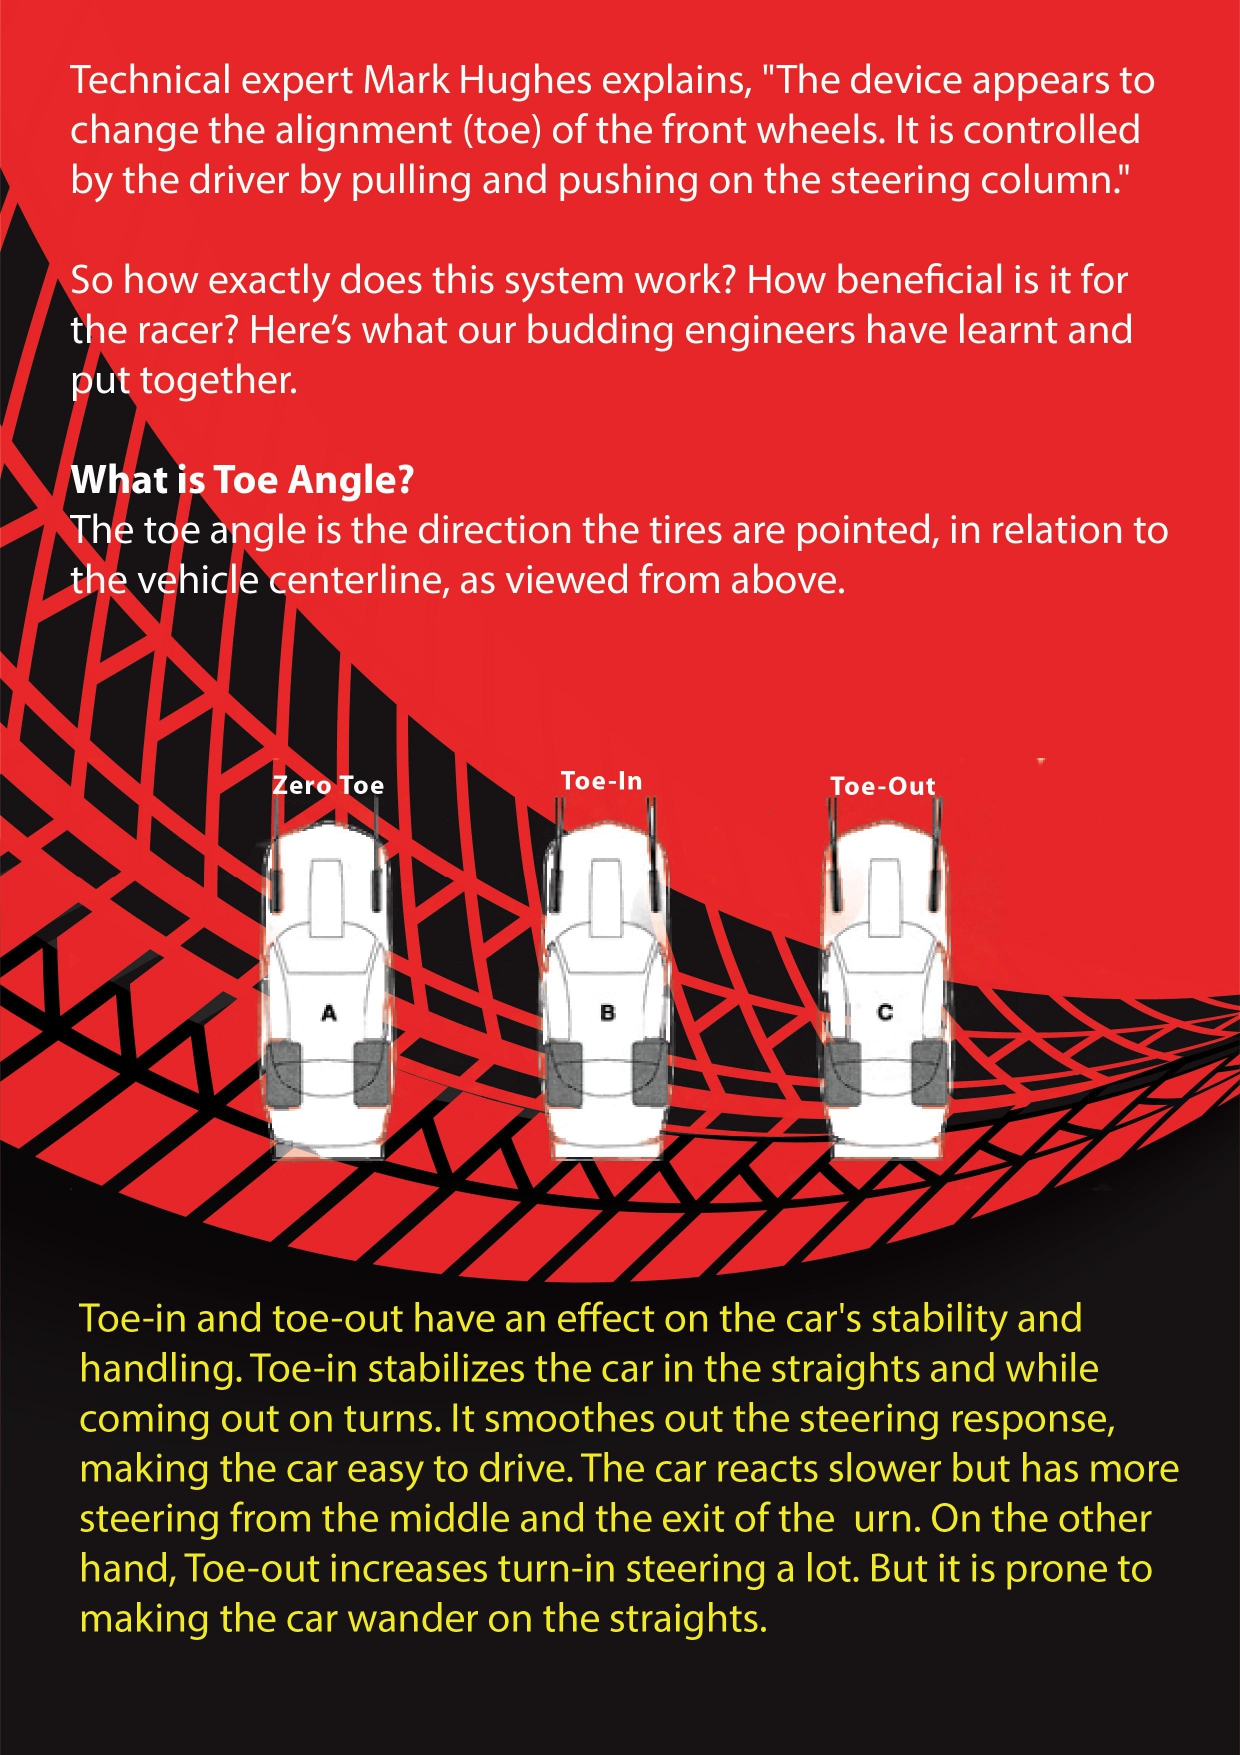 Technical expert Mark Hughes explains, "The device appears to
change the alignment (toe) of the front wheels. It is controlled
by the driver by pulling and pushing on the steering column."
So how exactly does this system work? How beneficial is it for
the racer? Here’s what our budding engineers have learnt and
put together.
What is Toe Angle?
The toe angle is the direction the tires are pointed, in relation to
the vehicle centerline, as viewed from above.
Zero Toe
Toe-In
Toe-Out
A
B
C
Toe-in and toe-out have an effect on the car's stability and
handling. Toe-in stabilizes the car in the straights and while
coming out on turns. It smoothes out the steering response,
making the car easy to drive. The car reacts slower but has more
steering from the middle and the exit of the  urn. On the other
hand, Toe-out increases turn-in steering a lot. But it is prone to
making the car wander on the straights.